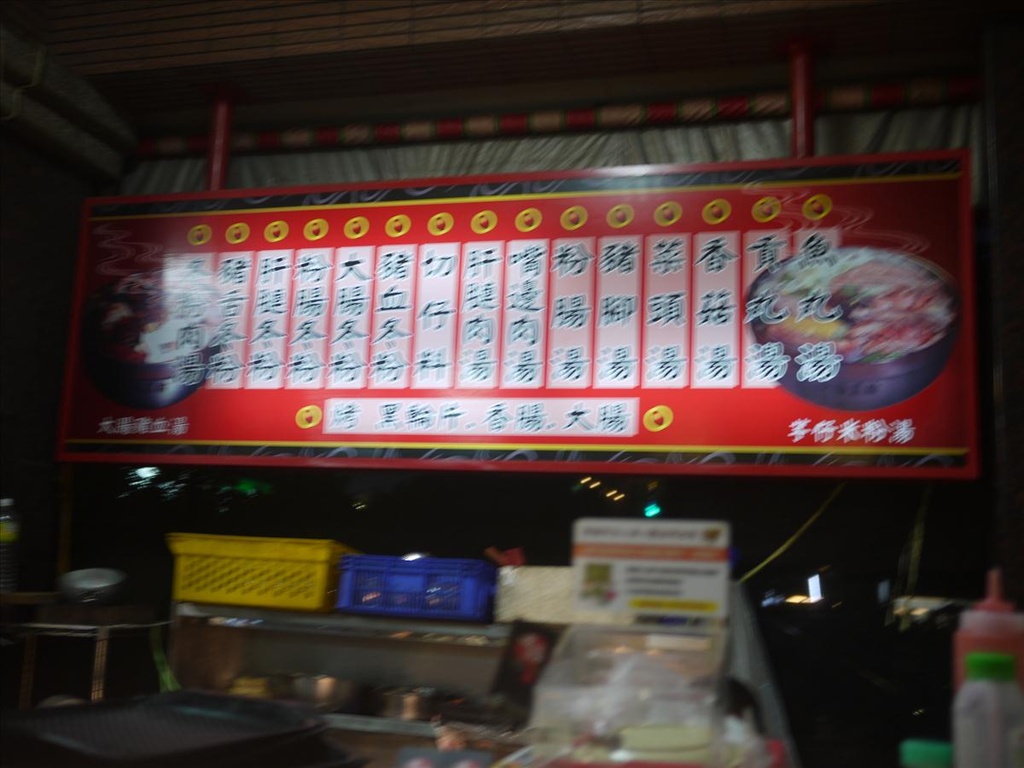 魚丸湯
貢丸湯
香菇湯
菜頭湯
豬腳湯
粉腸湯
嘴邊肉湯
肝腱肉湯
切仔料
豬血冬粉
大腸冬粉
粉腸冬粉
肝腱冬粉
豬舌冬粉
黑輪.香腸.大腸
大腸豬血湯
芋仔米粉湯